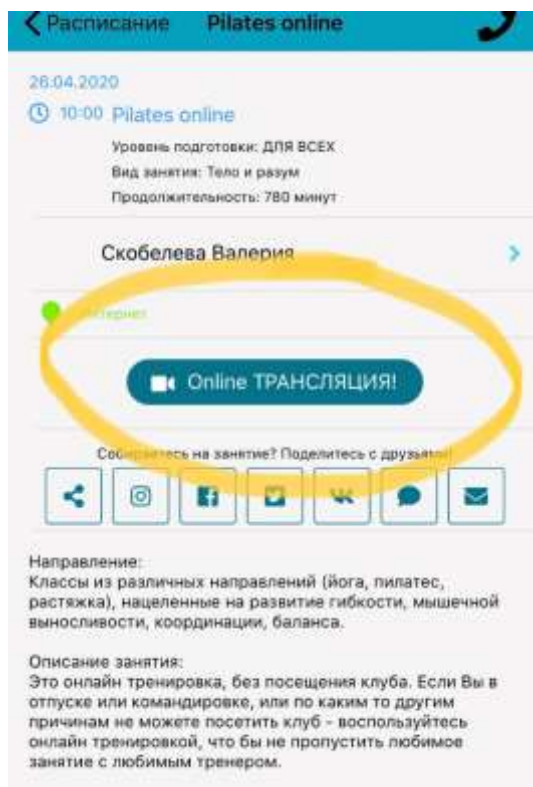 Расписание Pilates online
26.04.2020
10:00 Pilates online
Уровень подготовки: ДЛЯ ВСЕХ
Вид занятия: Тело и разум
Продолжительность: 780 минут
Скобелева Валерия
Интернет
Online ТРАНСЛЯЦИЯ!
Собираетесь на занятие? Поделитесь с друзьями!
Направление:
Классы из различных направлений (йога, пилатес,
растяжка), нацеленные на развитие гибкости, мышечной
выносливости, координации, баланса.
Описание занятия:
Это онлайн тренировка, без посещения клуба. Если Вы в
отпуске или командировке, или по каким то другим
причинам не можете посетить клуб - воспользуйтесь
онлайн тренировкой, что бы не пропустить любимое
занятие с любимым тренером.